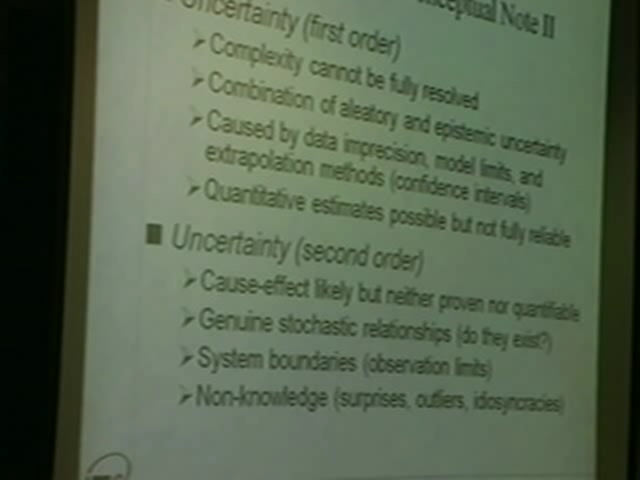 Note II
Uncertainty (first order)
➢ Complexity cannot be fully resolved
➢ Combination of aleatory and epistemic uncertainty
➢ Caused by data imprecision, model limits, and
extrapolation methods (confidence intervals)
➢ Quantitative estimates possible but not fully reliable
■ Uncertainty (second order)
➢ Cause-effect likely but neither proven nor quantifiable
➢ Genuine stochastic relationships (do they exist?)
➢ System boundaries (observation limits)
➢ Non-knowledge (surprises, outliers, idiosyncracies)